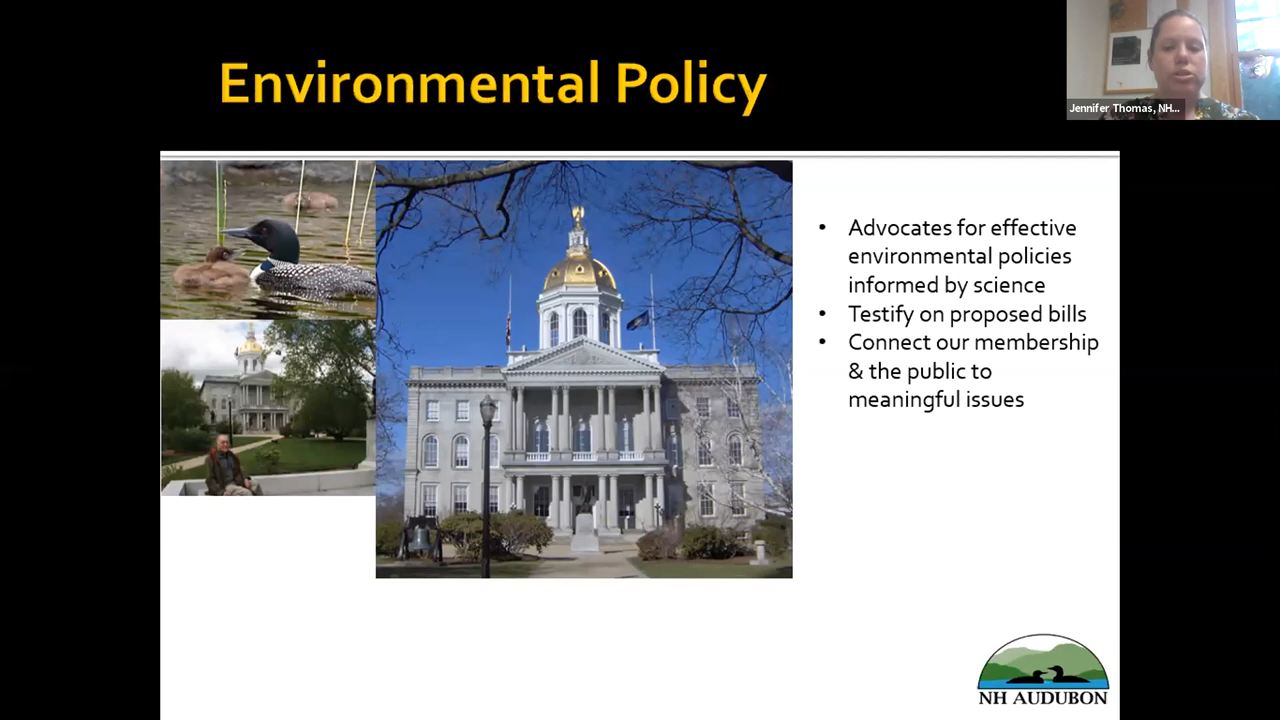 Environmental Policy
Jennifer Thomas, NH...
• Advocates for effective
environmental policies
informed by science
• Testify on proposed bills
• Connect our membership
& the public to
meaningful issues
NH AUDUBON